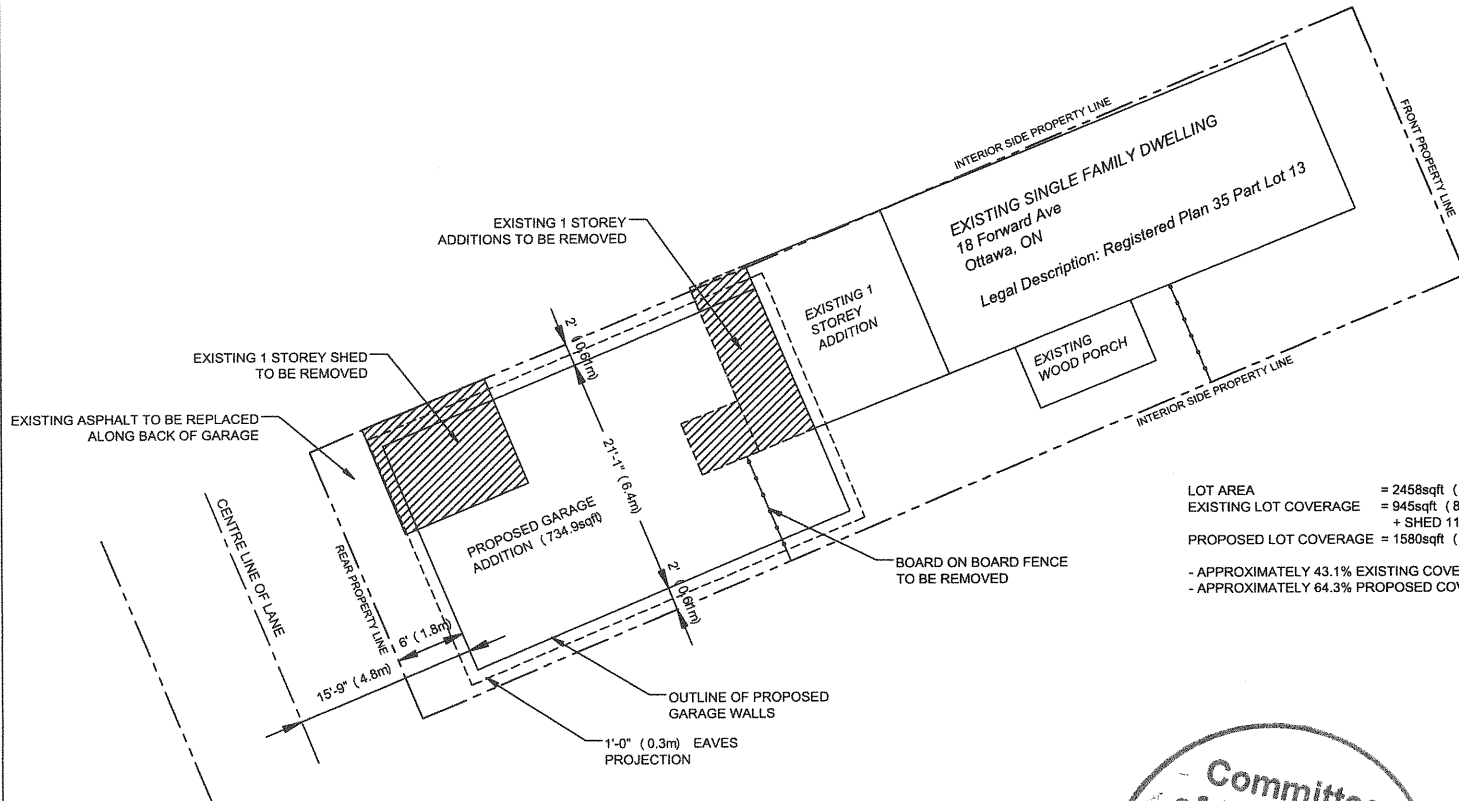 INTERIOR SIDE PROPERTY LINE
FRONT PROPERTY LINE
EXISTING SINGLE FAMILY DWELLING
18 Forward Ave
Ottawa, ON
Legal Description: Registered Plan 35 Part Lot 13
EXISTING 1 STOREY
ADDITIONS TO BE REMOVED
EXISTING 1
STOREY
ADDITION
EXISTING
WOOD PORCH
INTERIOR SIDE PROPERTY LINE
2' (0.61m)
EXISTING 1 STOREY SHED
TO BE REMOVED
EXISTING ASPHALT TO BE REPLACED
ALONG BACK OF GARAGE
21'-1" (6.4m)
PROPOSED GARAGE
ADDITION (734.9sqft)
CENTRE LINE OF LANE
REAR PROPERTY LINE
2' (0.61m)
BOARD ON BOARD FENCE
TO BE REMOVED
6' (1.8m)
15'-9" (4.8m)
OUTLINE OF PROPOSED
GARAGE WALLS
1'-0" (0.3m) EAVES
PROJECTION
LOT AREA = 2458sqft (
EXISTING LOT COVERAGE = 945sqft (8
+ SHED 11
PROPOSED LOT COVERAGE = 1580sqft (
- APPROXIMATELY 43.1% EXISTING COVE
- APPROXIMATELY 64.3% PROPOSED COV
Committe